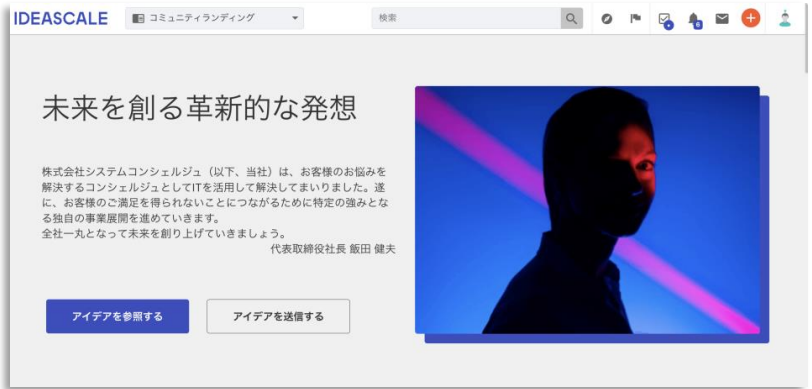 IDEASCALE
コミュニティランディング
検索
未来を創る革新的な発想
株式会社システムコンシェルジュ（以下、当社）は、お客様のお悩みを
解決するコンシェルジュとしてITを活用して解決してまいりました。遂
に、お客様のご満足を得られないことにつながるために特定の強みとな
る独自の事業展開を進めていきます。
全社一丸となって未来を創り上げていきましょう。
代表取締役社長 飯田 健夫
アイデアを参照する
アイデアを送信する